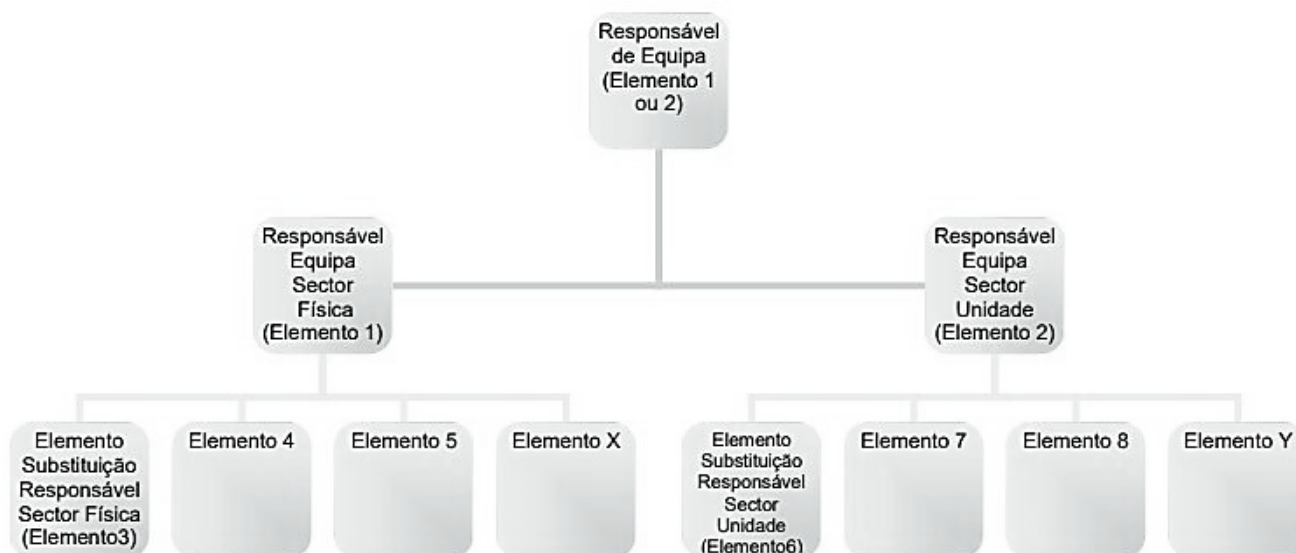 Responsável
de Equipa
(Elemento 1
ou 2)
Responsável
Equipa
Sector
Física
(Elemento 1)
Responsável
Equipa
Sector
Unidade
(Elemento 2)
Elemento
Substituição
Responsável
Sector Física
(Elemento3)
Elemento 4
Elemento 5
Elemento X
Elemento
Substituição
Responsável
Sector
Unidade
(Elemento6)
Elemento 7
Elemento 8
Elemento Y